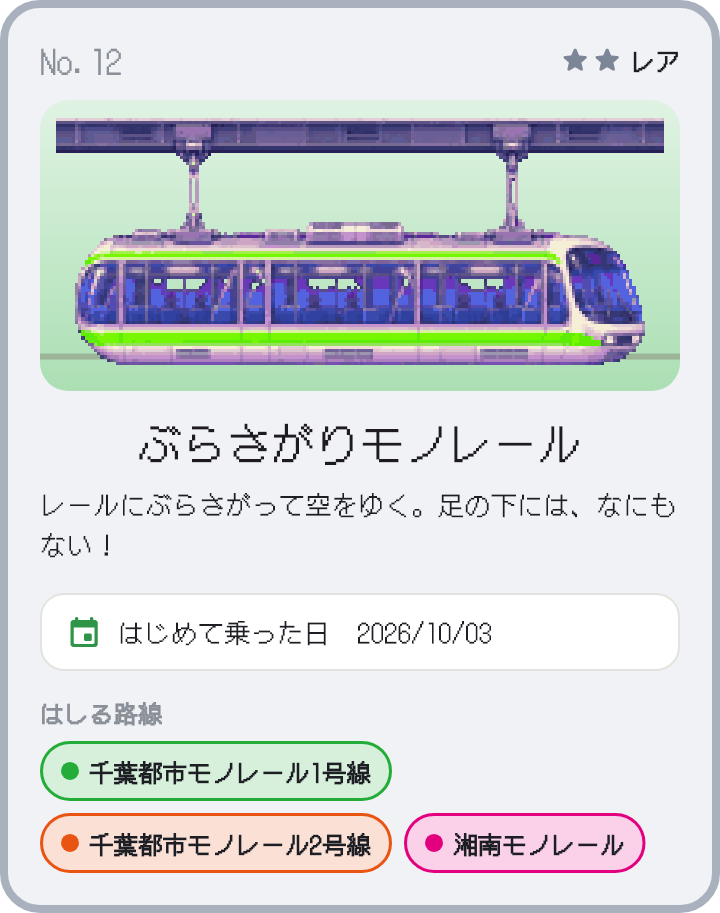 No. 12
★★ レア
ぶらさがりモノレール
レールにぶらさがって空をゆく。足の下には、なにも
ない！
はじめて乗った日 2026/10/03
はしる路線
千葉都市モノレール1号線
千葉都市モノレール2号線
湘南モノレール